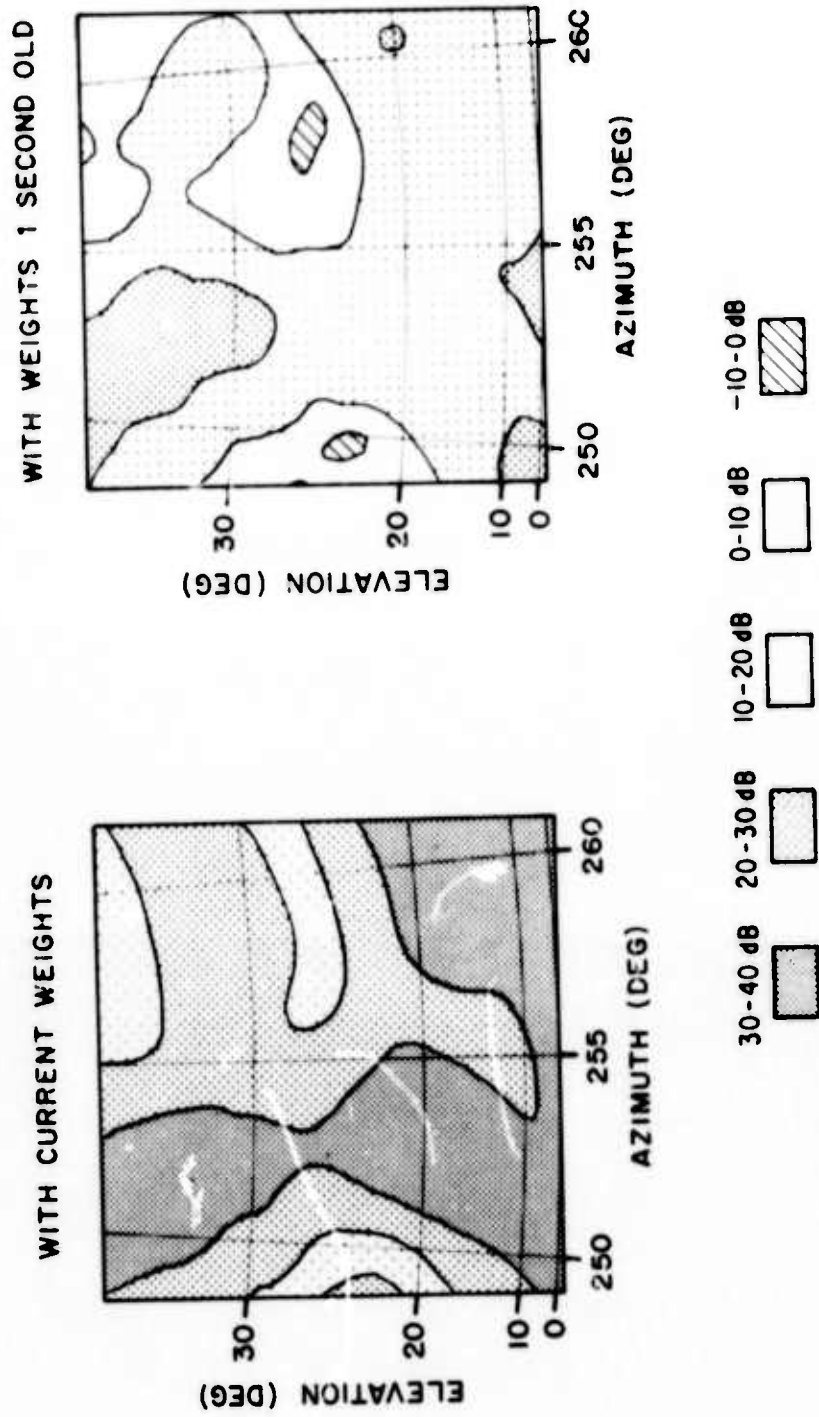 WITH CURRENT WEIGHTS
ELEVATION (DEG)
30
20
10
0
250
255
260
AZIMUTH (DEG)
WITH WEIGHTS 1 SECOND OLD
ELEVATION (DEG)
30
20
10
0
250
255
260
AZIMUTH (DEG)
30-40 dB
20-30 dB
10-20 dB
0-10 dB
-10-0 dB